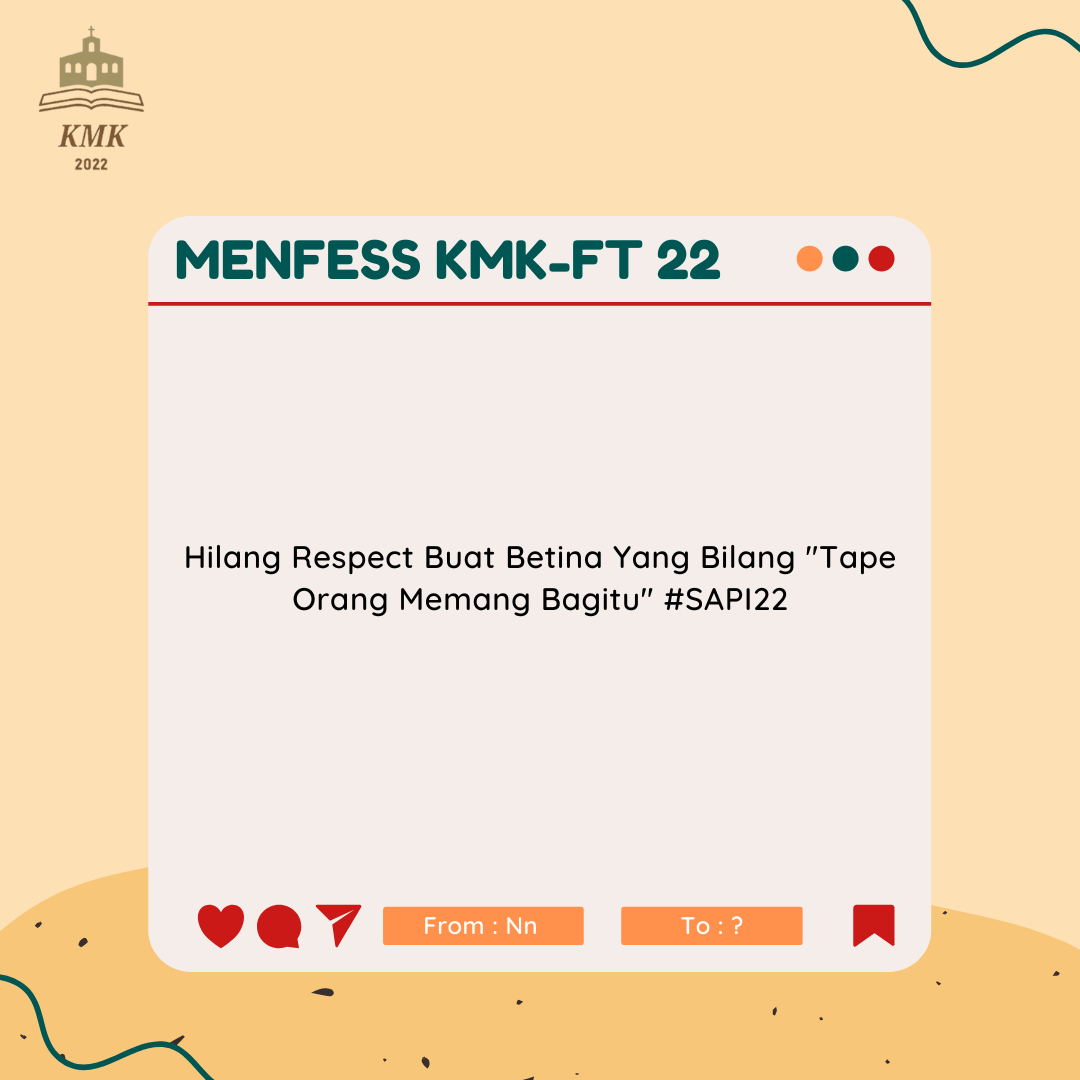 KMK
2022
MENFESS KMK-FT 22
Hilang Respect Buat Betina Yang Bilang "Tape
Orang Memang Bagitu" #SAPI22
From : Nn
To : ?